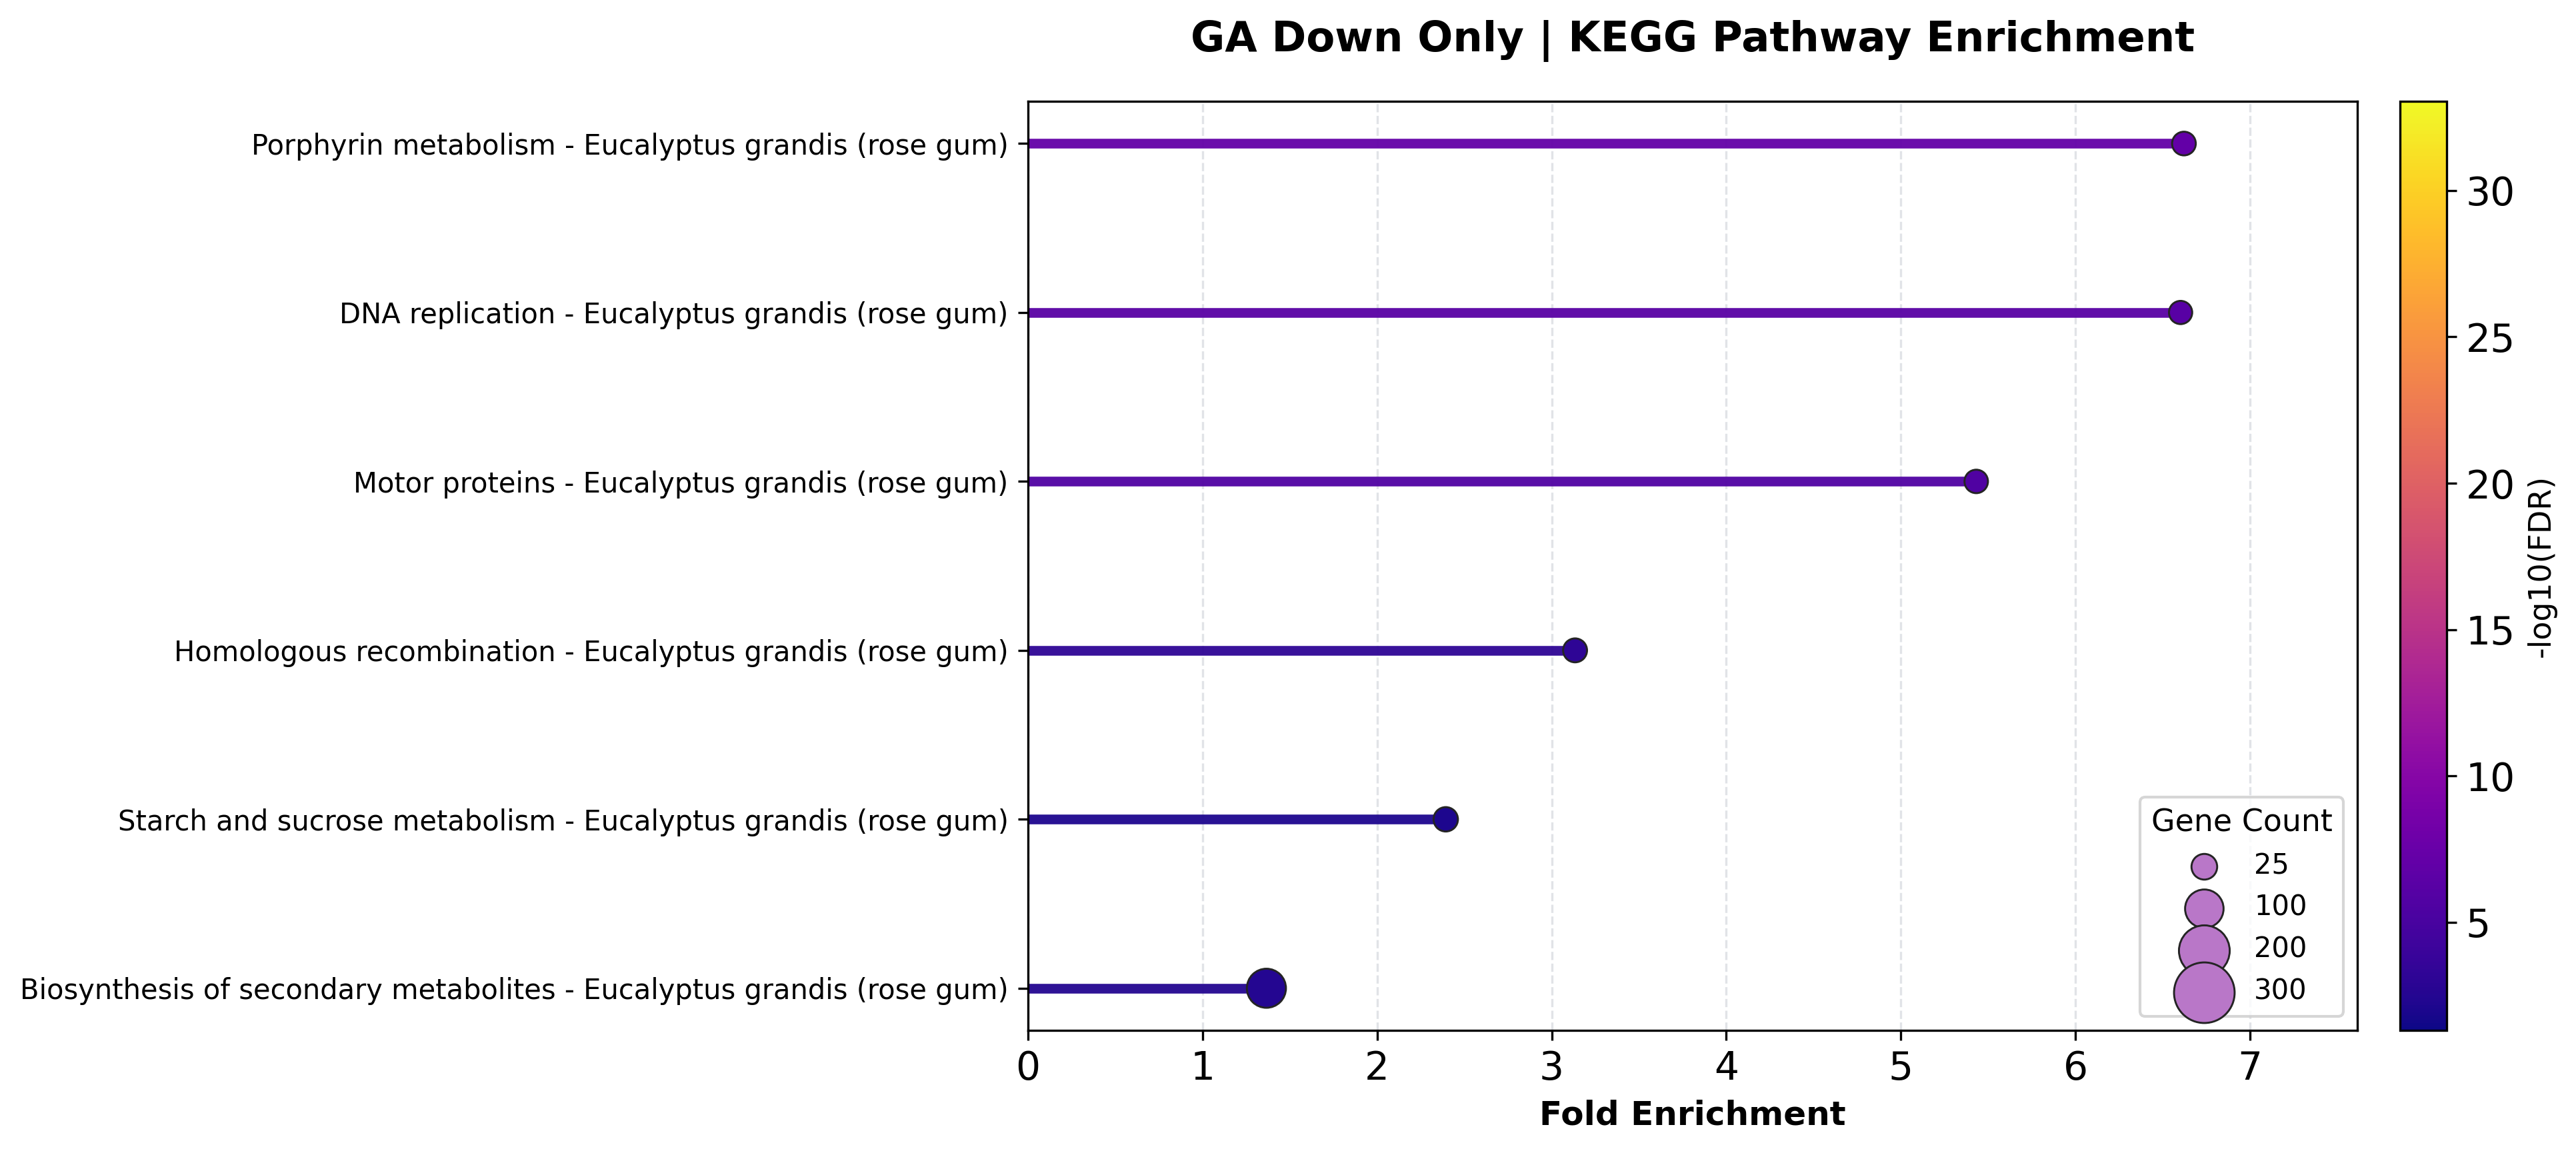 GA Down Only | KEGG Pathway Enrichment
Porphyrin metabolism - Eucalyptus grandis (rose gum)
DNA replication - Eucalyptus grandis (rose gum)
Motor proteins - Eucalyptus grandis (rose gum)
Homologous recombination - Eucalyptus grandis (rose gum)
Starch and sucrose metabolism - Eucalyptus grandis (rose gum)
Biosynthesis of secondary metabolites - Eucalyptus grandis (rose gum)
0 1 2 3 4 5 6 7
Fold Enrichment
Gene Count
25
100
200
300
30
25
20
15
10
5
-log10(FDR)